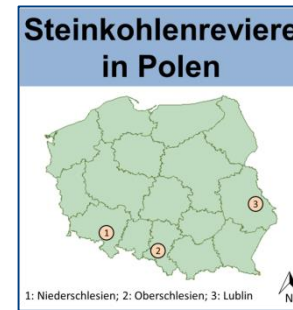 Steinkohlenreviere
in Polen
3
1
2
1: Niederschlesien; 2: Oberschlesien; 3: Lublin
N